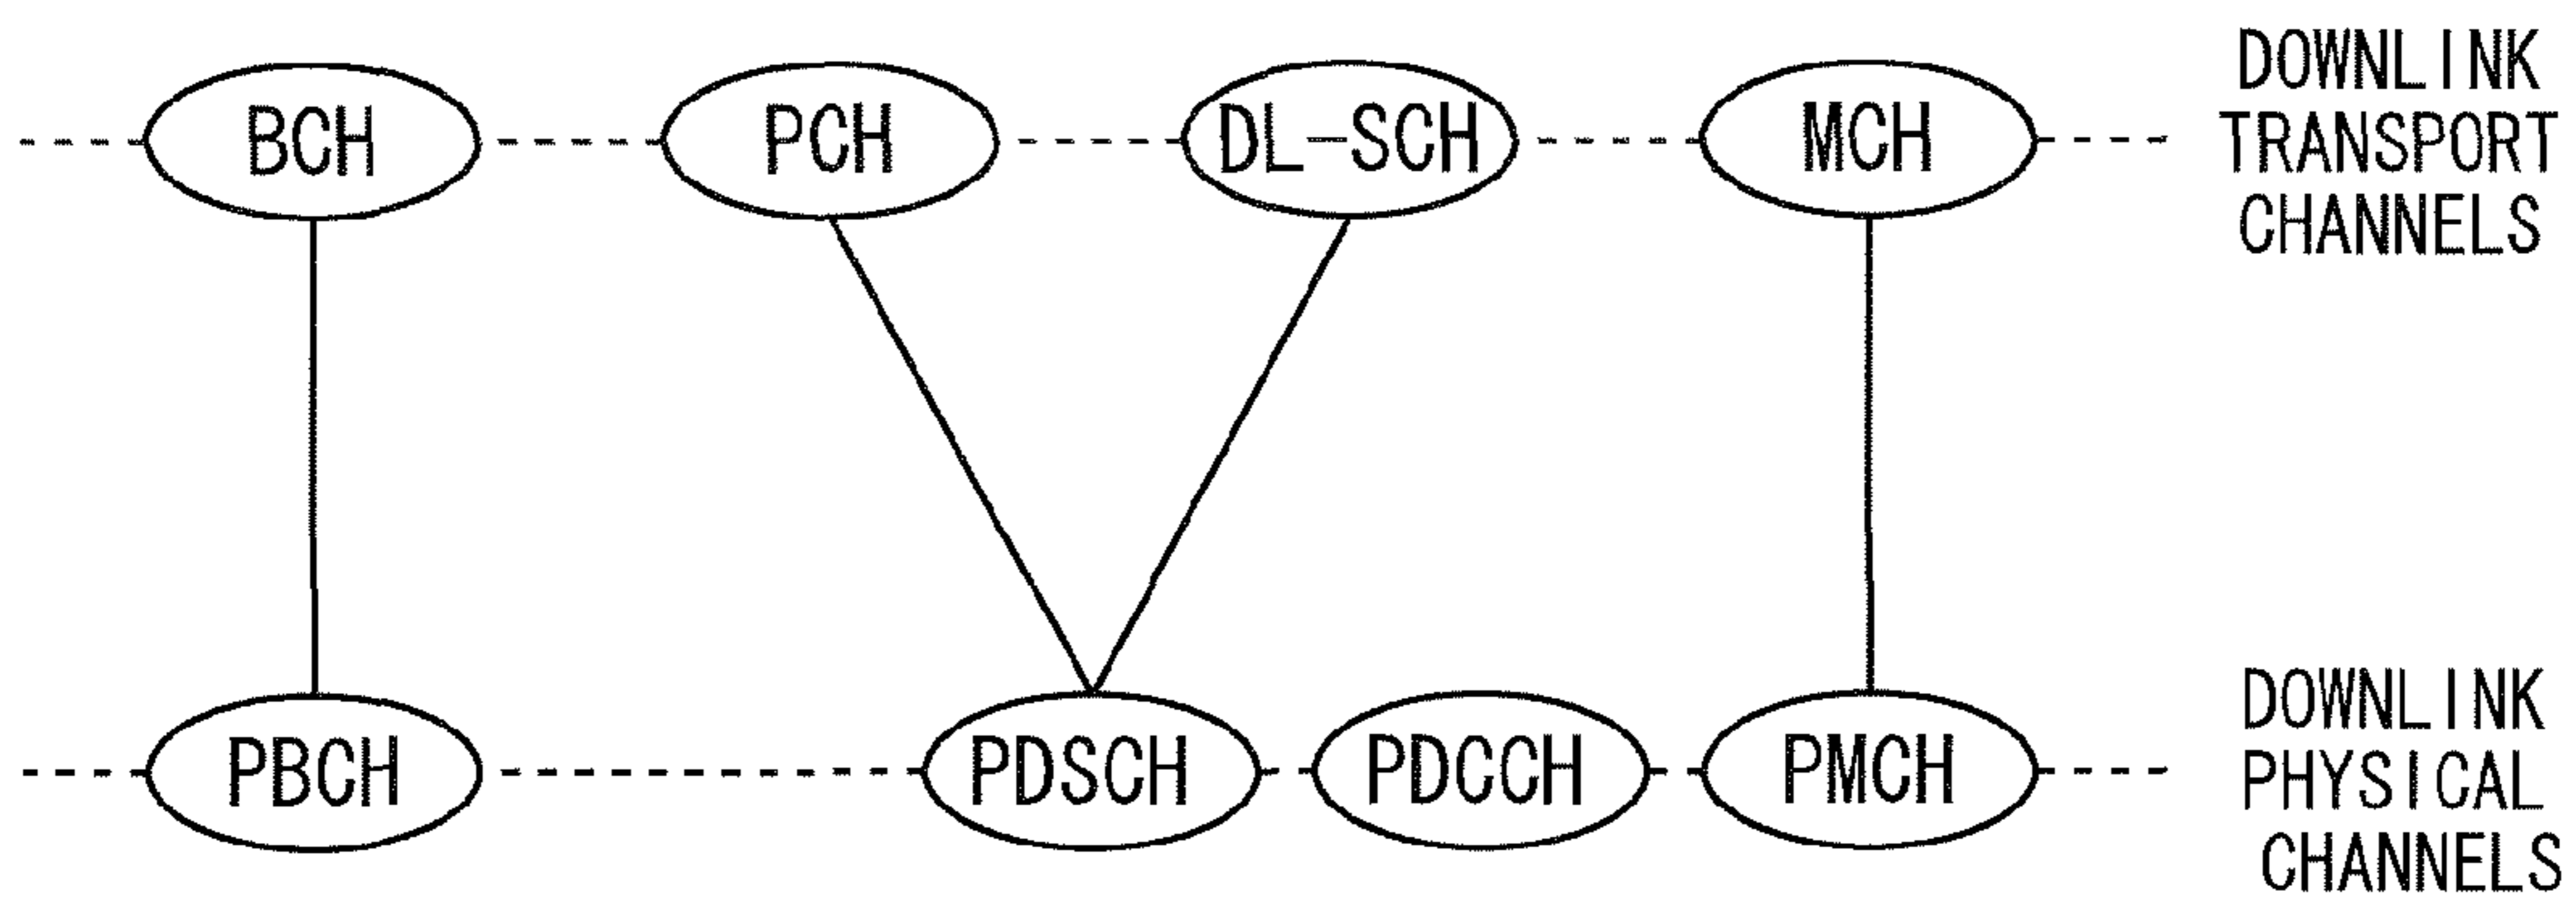 BCH PCH DL-SCH MCH
DOWNLINK
TRANSPORT
CHANNELS
PBCH PDSCH PDCCH PMCH
DOWNLINK
PHYSICAL
CHANNELS